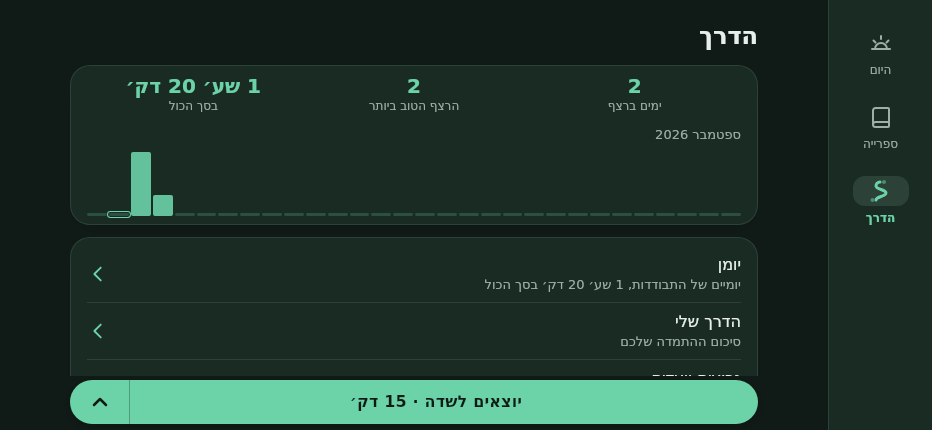 היום
ספרייה
הדרך
הדרך
2
ימים ברצף
2
הרצף הטוב ביותר
1 שע׳ 20 דק׳
בסך הכול
ספטמבר 2026
יומן
יומיים של התבודדות, 1 שע׳ 20 דק׳ בסך הכול
הדרך שלי
סיכום ההתמדה שלכם
יוצאים לשדה · 15 דק׳